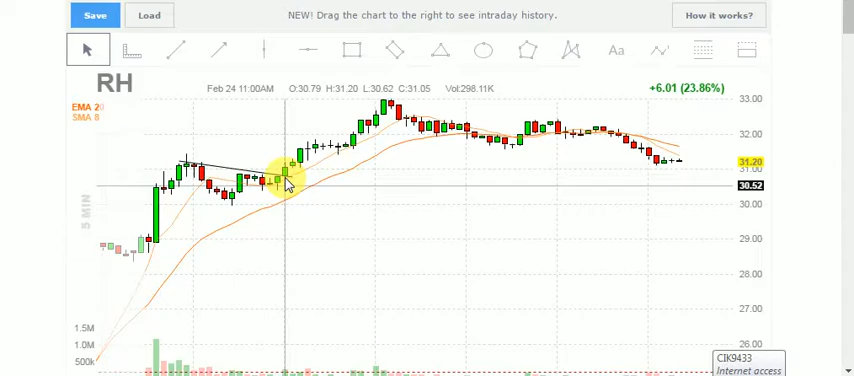 Save
Load
NEW! Drag the chart to the right to see intraday history.
How it works?
Aa
RH
Feb 24 11:00AM O:30.79 H:31.20 L:30.62 C:31.05 Vol:298.11K
+6.01 (23.86%)
EMA 20
SMA 8
33.00
32.00
31.20
31.00
30.52
30.00
29.00
28.00
27.00
26.00
5 MIN
1.5M
1.0M
500k
CIK9433
Internet access